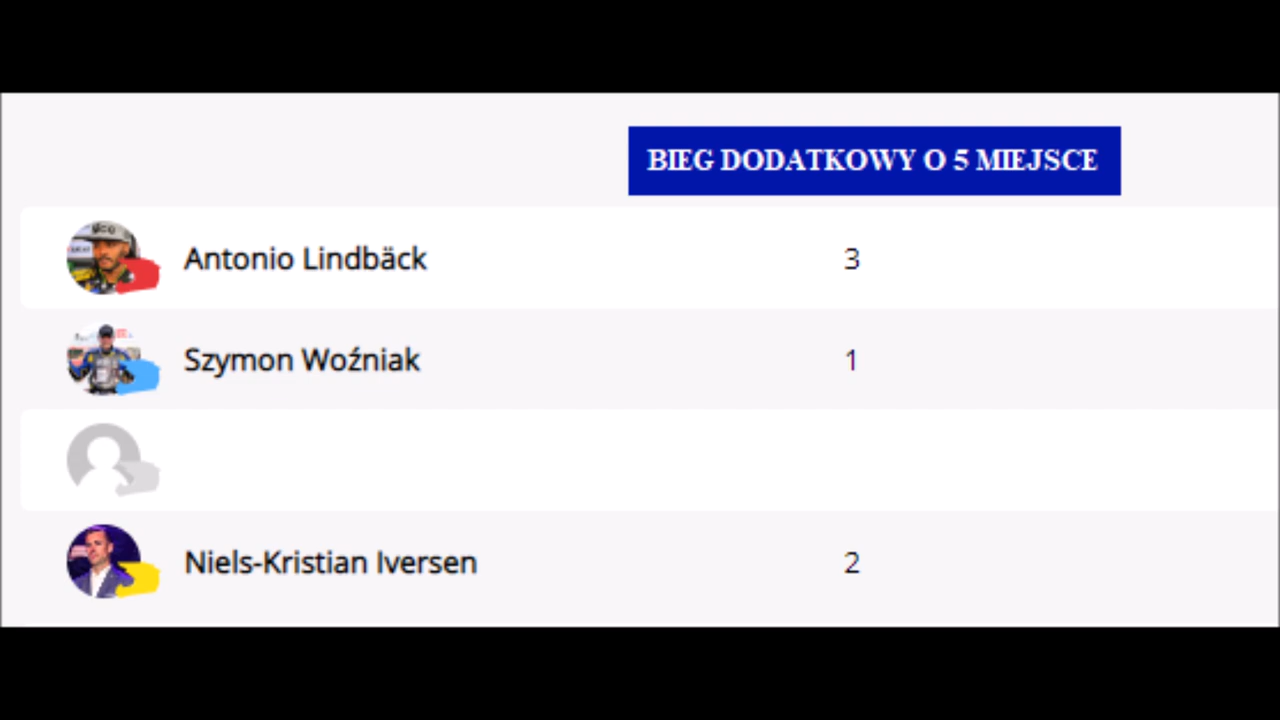 BIEG DODATKOWY O 5 MIEJSCE
Antonio Lindbäck 3
Szymon Woźniak 1
Niels-Kristian Iversen 2